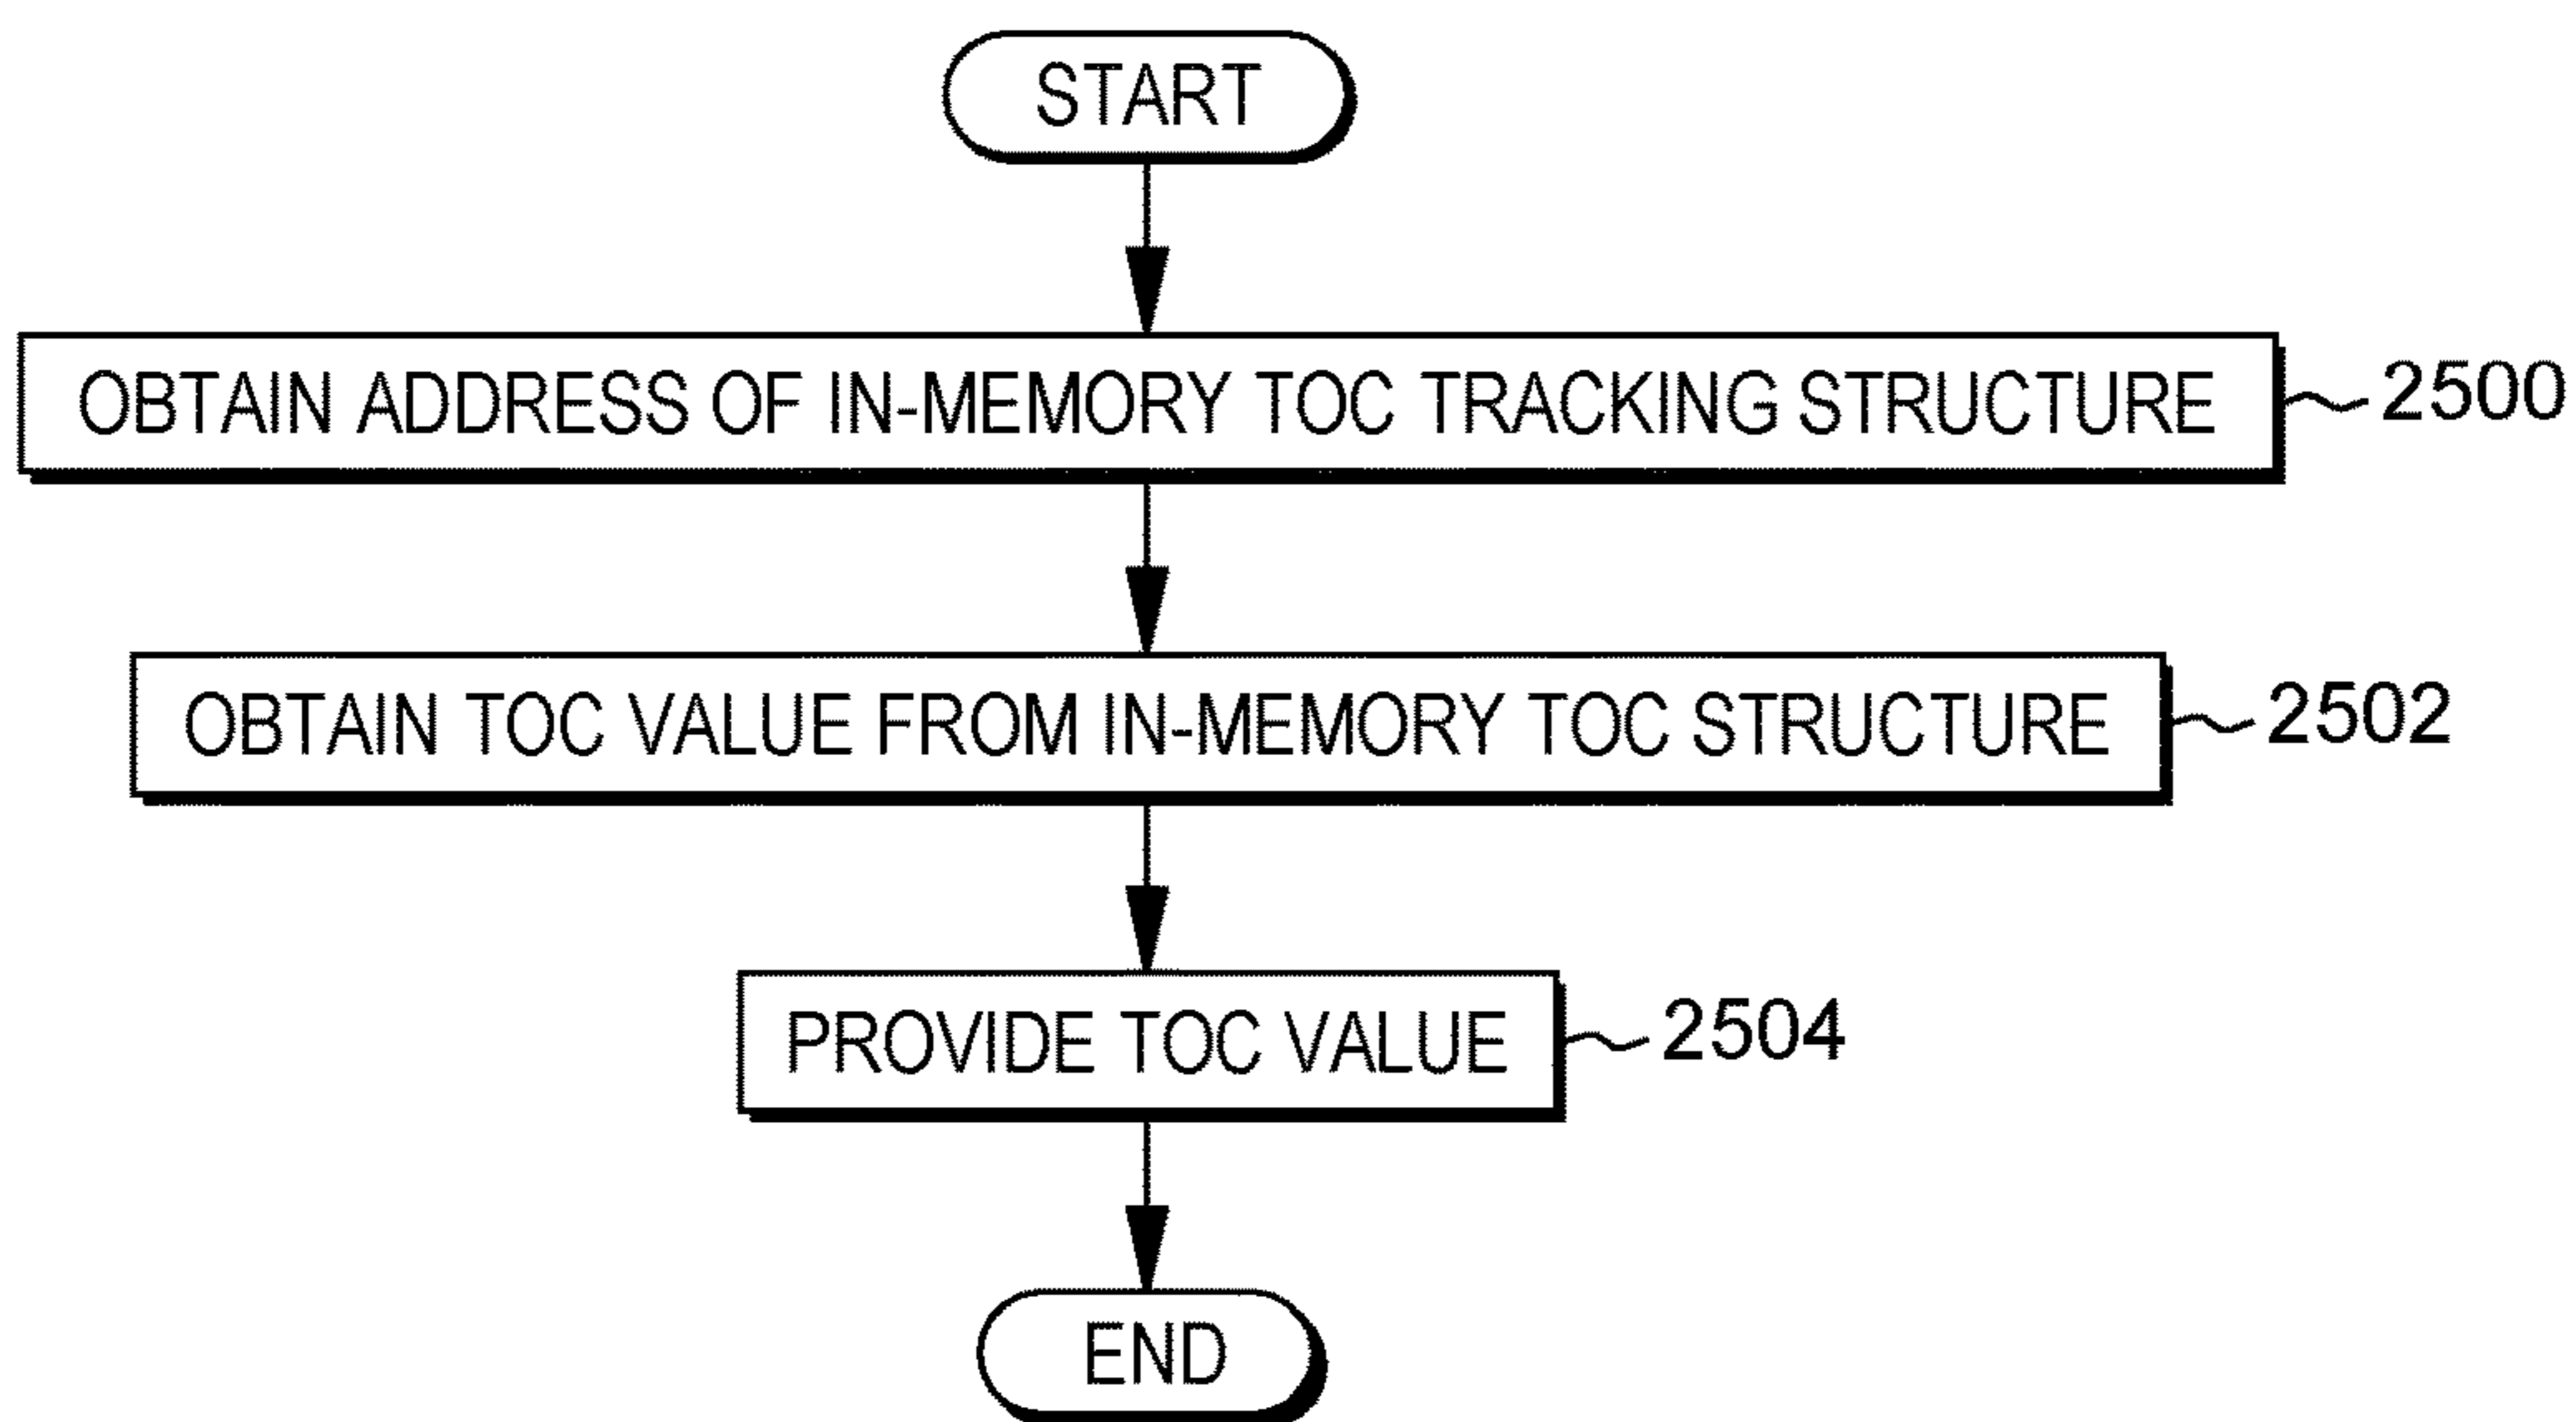 START
OBTAIN ADDRESS OF IN-MEMORY TOC TRACKING STRUCTURE 2500
OBTAIN TOC VALUE FROM IN-MEMORY TOC STRUCTURE 2502
PROVIDE TOC VALUE 2504
END